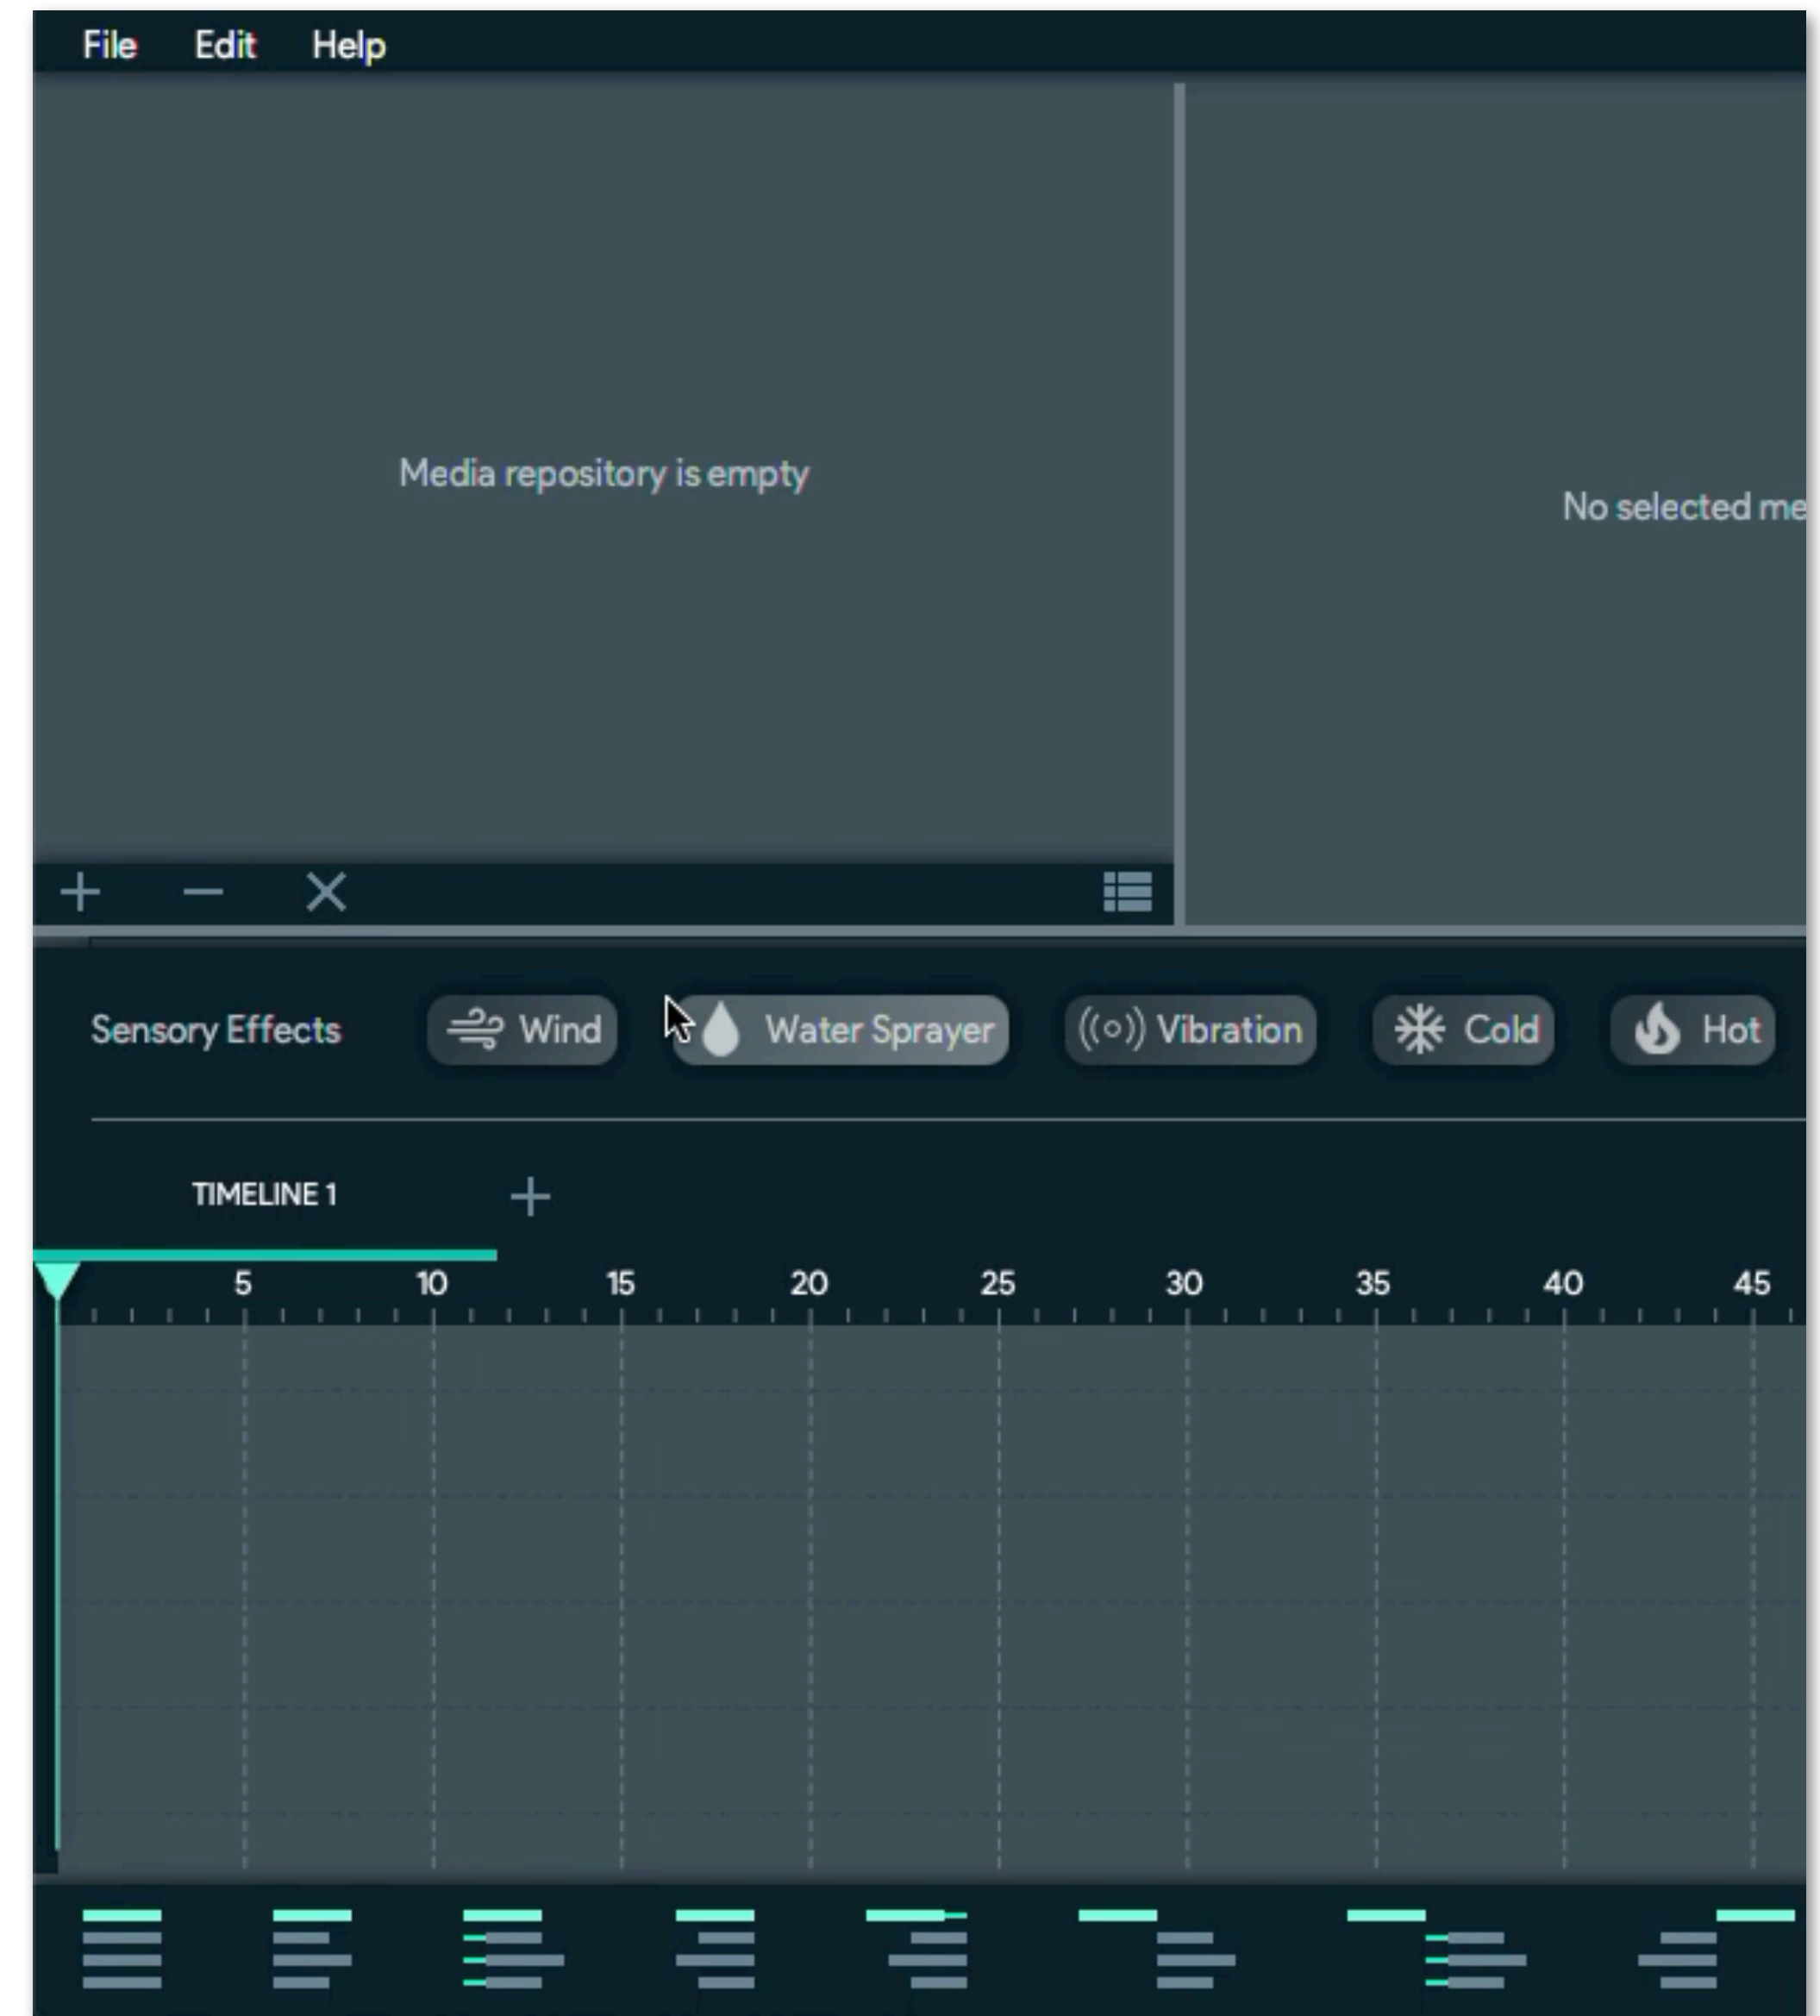 File Edit Help
Media repository is empty
No selected me
Sensory Effects Wind Water Sprayer Vibration Cold Hot
TIMELINE 1
5 10 15 20 25 30 35 40 45